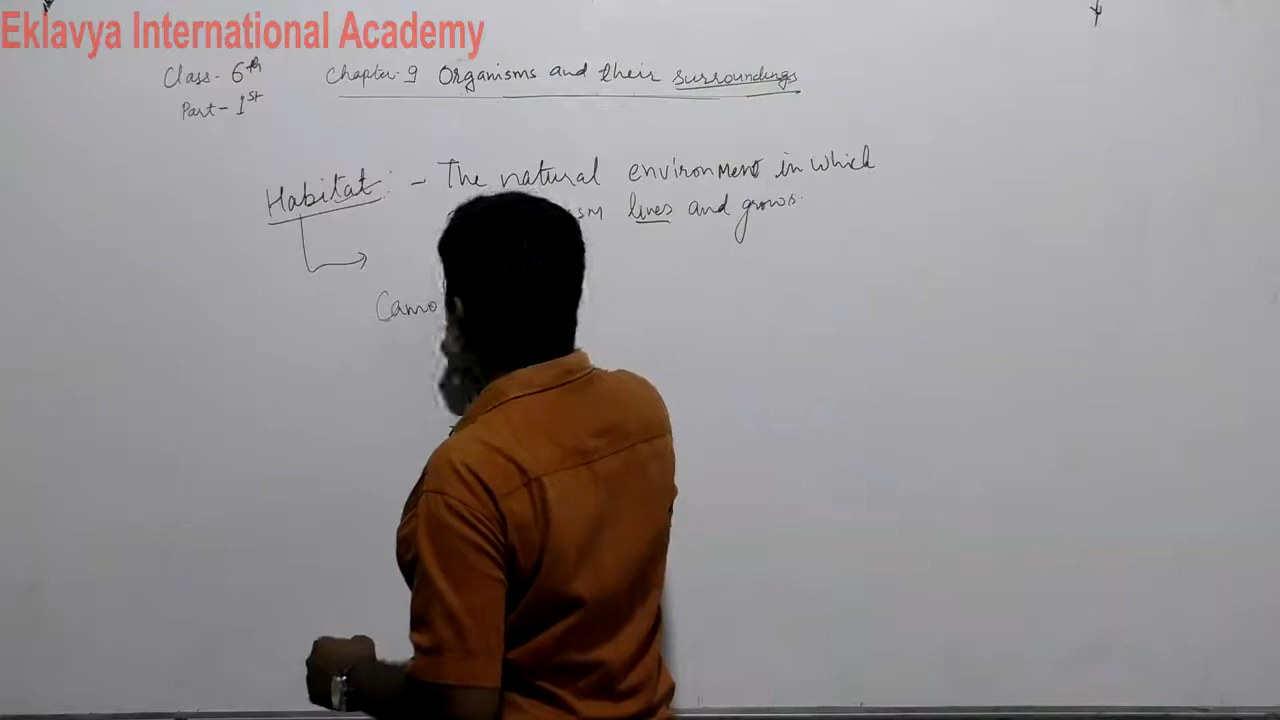 Eklavya International Academy
Class- 6th Chapter-9 Organisms and their surroundings
Part- 1st
Habitat :- The natural environment in which
lives and grows.